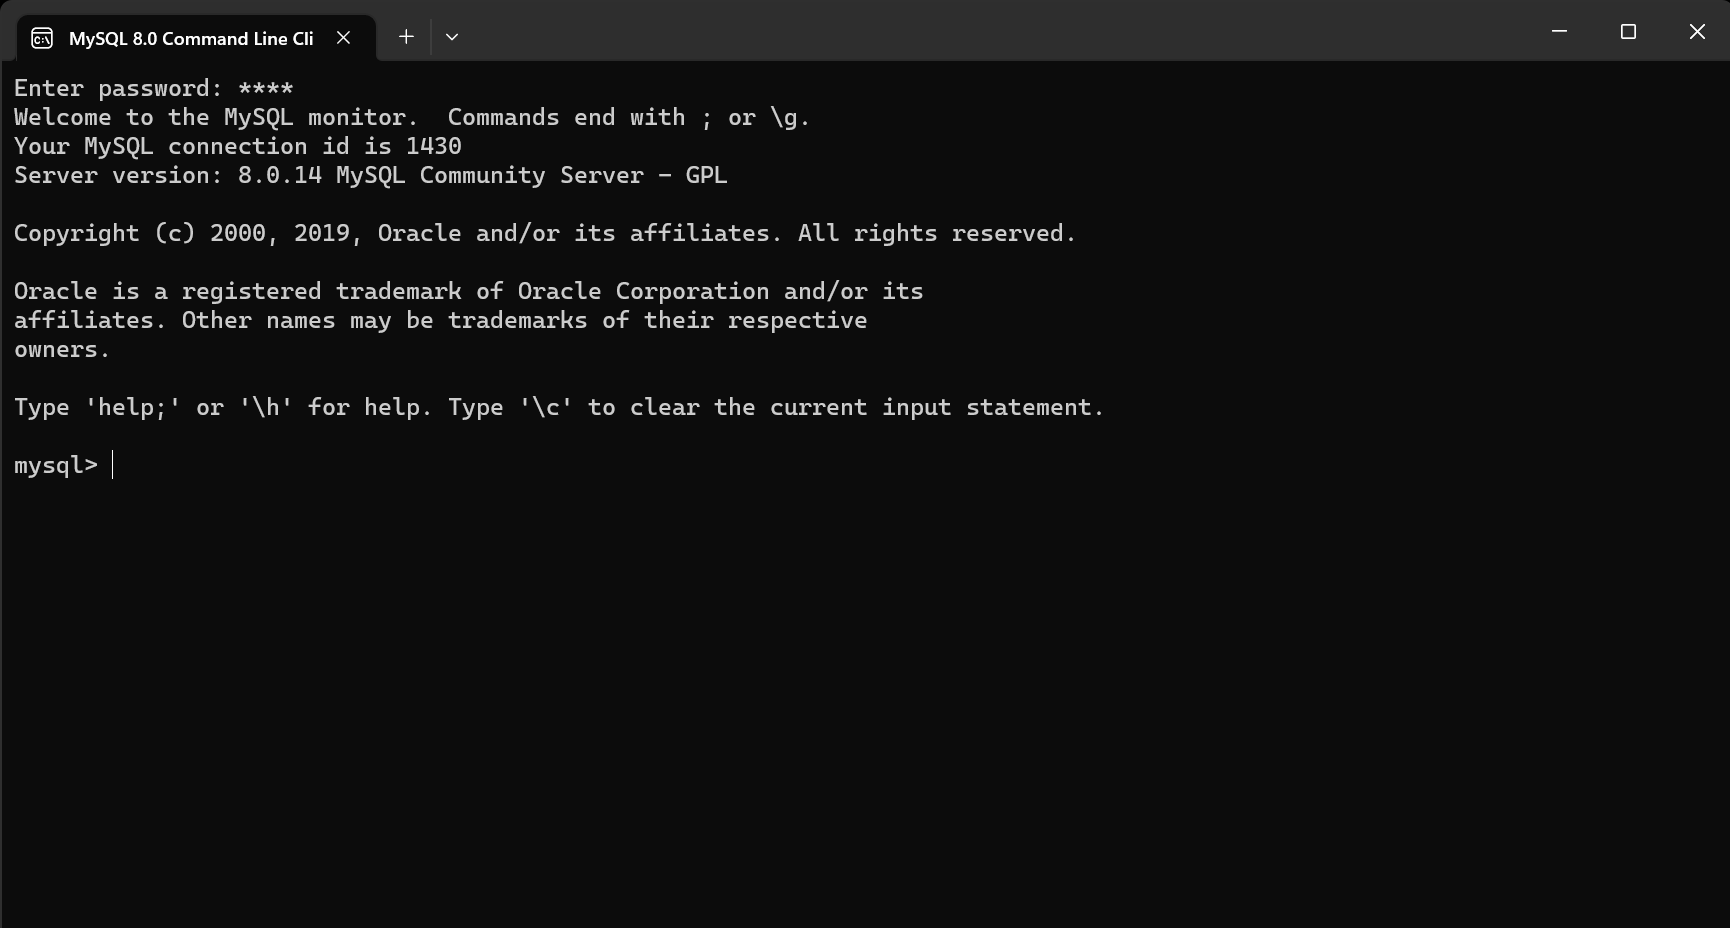 MySQL 8.0 Command Line Cli
Enter password: ****
Welcome to the MySQL monitor.  Commands end with ; or \g.
Your MySQL connection id is 1430
Server version: 8.0.14 MySQL Community Server - GPL
Copyright (c) 2000, 2019, Oracle and/or its affiliates. All rights reserved.
Oracle is a registered trademark of Oracle Corporation and/or its
affiliates. Other names may be trademarks of their respective
owners.
Type 'help;' or '\h' for help. Type '\c' to clear the current input statement.
mysql>